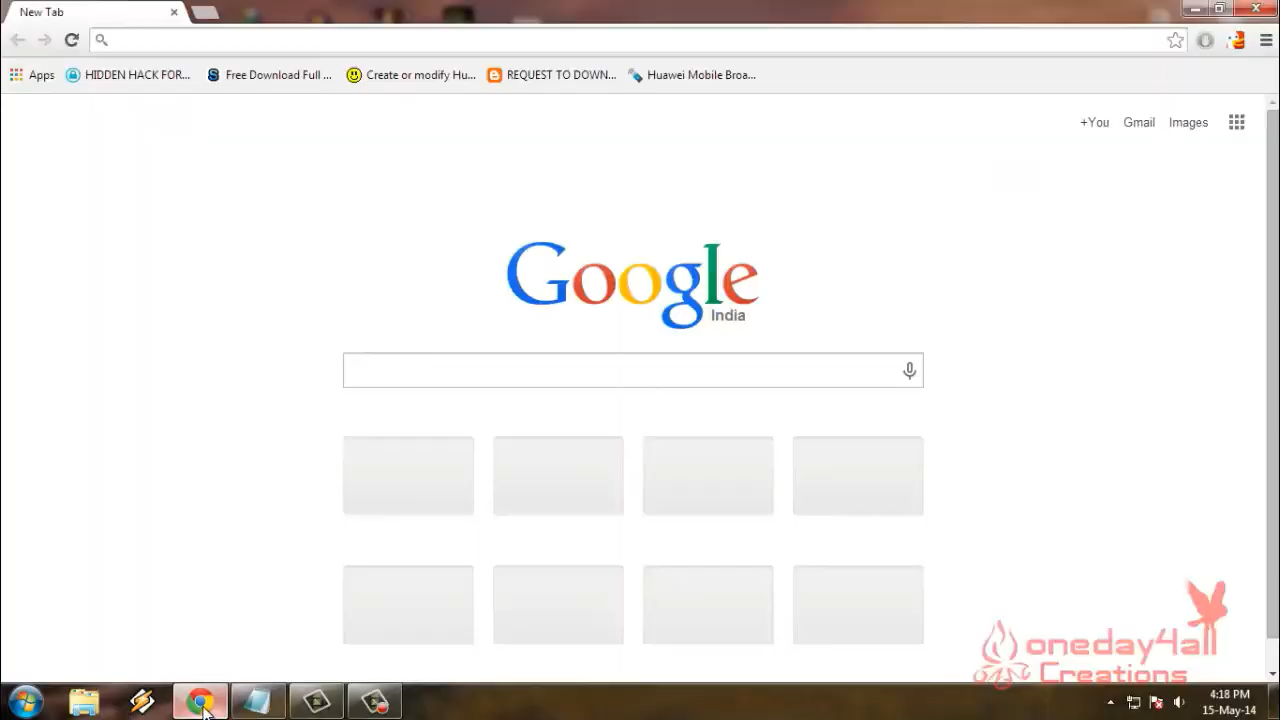 New Tab
Apps
HIDDEN HACK FOR...
Free Download Full ...
Create or modify Hu...
REQUEST TO DOWN...
Huawei Mobile Broa...
+You
Gmail
Images
Google
India
oneday4all
Creations
4:18 PM
15-May-14